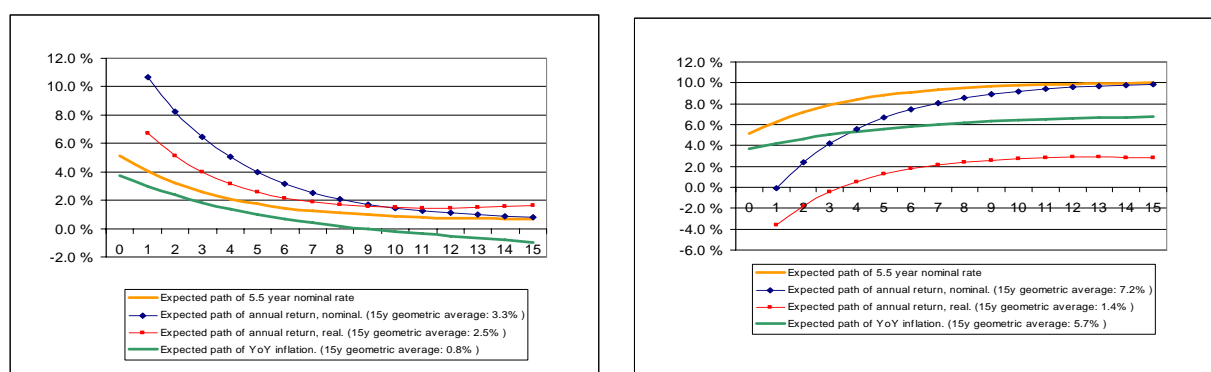 12.0 %
10.0 %
8.0 %
6.0 %
4.0 %
2.0 %
0.0 %
-2.0 %
0 1 2 3 4 5 6 7 8 9 10 11 12 13 14 15
Expected path of 5.5 year nominal rate
Expected path of annual return, nominal. (15y geometric average: 3.3% )
Expected path of annual return, real. (15y geometric average: 2.5% )
Expected path of YoY inflation. (15y geometric average: 0.8% )
12.0 %
10.0 %
8.0 %
6.0 %
4.0 %
2.0 %
0.0 %
-2.0 %
-4.0 %
-6.0 %
0 1 2 3 4 5 6 7 8 9 10 11 12 13 14 15
Expected path of 5.5 year nominal rate
Expected path of annual return, nominal. (15y geometric average: 7.2% )
Expected path of annual return, real. (15y geometric average: 1.4% )
Expected path of YoY inflation. (15y geometric average: 5.7% )